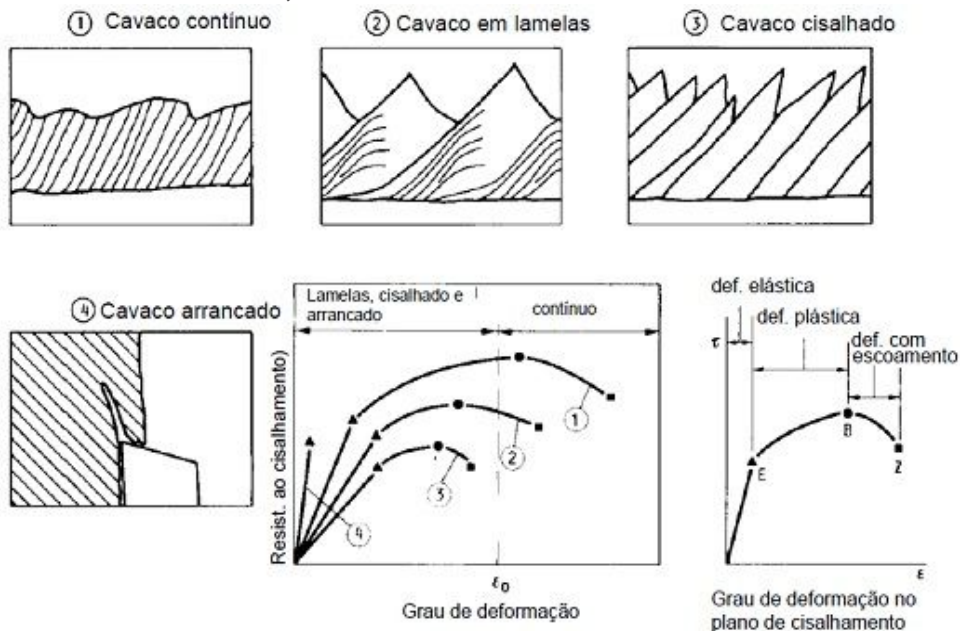 ① Cavaco contínuo
② Cavaco em lamelas
③ Cavaco cisalhado
④ Cavaco arrancado
Lamelas, cisalhado e
arrancado
contínuo
Resist. ao cisalhamento)
1
2
3
4
ε₀
Grau de deformação
def. elástica
def. plástica
def. com
escoamento
τ
E
B
Z
ε
Grau de deformação no
plano de cisalhamento